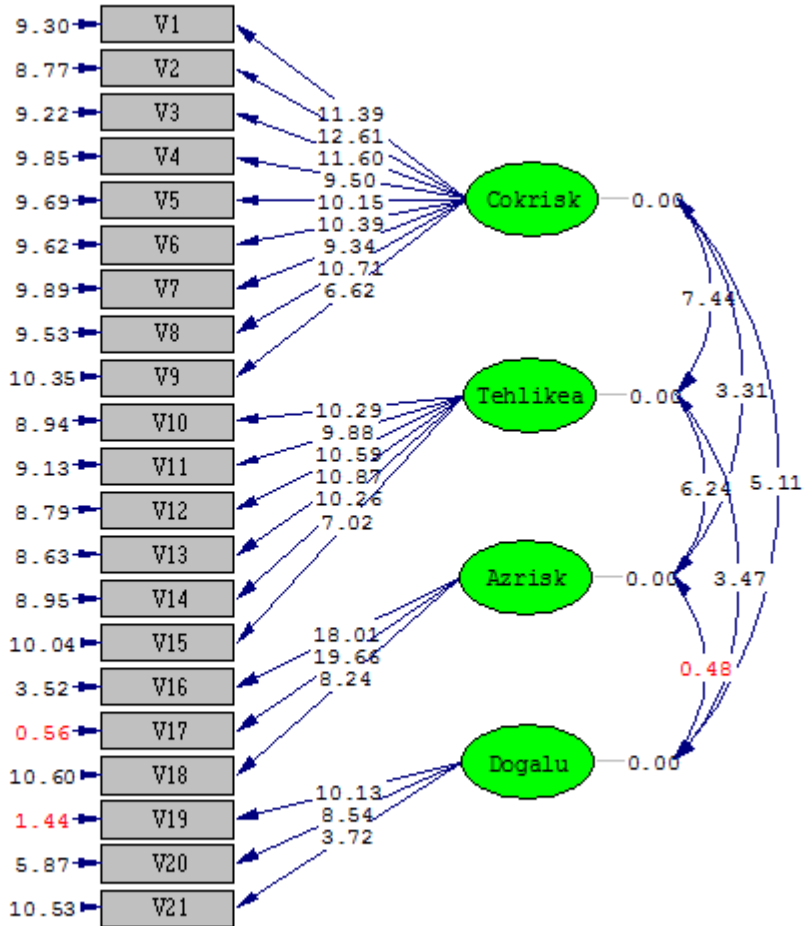 9.30 V1
8.77 V2
9.22 V3
9.85 V4
9.69 V5
9.62 V6
9.89 V7
9.53 V8
10.35 V9
8.94 V10
9.13 V11
8.79 V12
8.63 V13
8.95 V14
10.04 V15
3.52 V16
0.56 V17
10.60 V18
1.44 V19
5.87 V20
10.53 V21
11.39
12.61
11.60
9.50
10.15
10.39
9.34
10.71
6.62
10.29
9.88
10.59
10.87
10.26
7.02
18.01
19.66
8.24
10.13
8.54
3.72
Cokrisk 0.00
Tehlikea 0.00
Azrisk 0.00
Dogalu 0.00
7.44
3.31
5.11
6.24
3.47
0.48